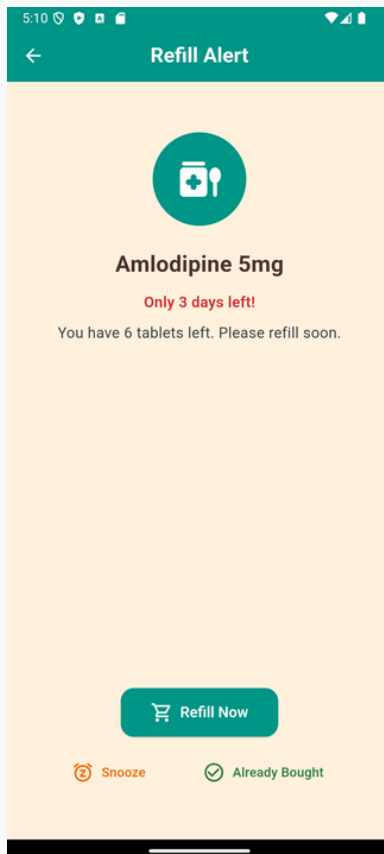 5:10
Refill Alert
Amlodipine 5mg
Only 3 days left!
You have 6 tablets left. Please refill soon.
Refill Now
Snooze
Already Bought